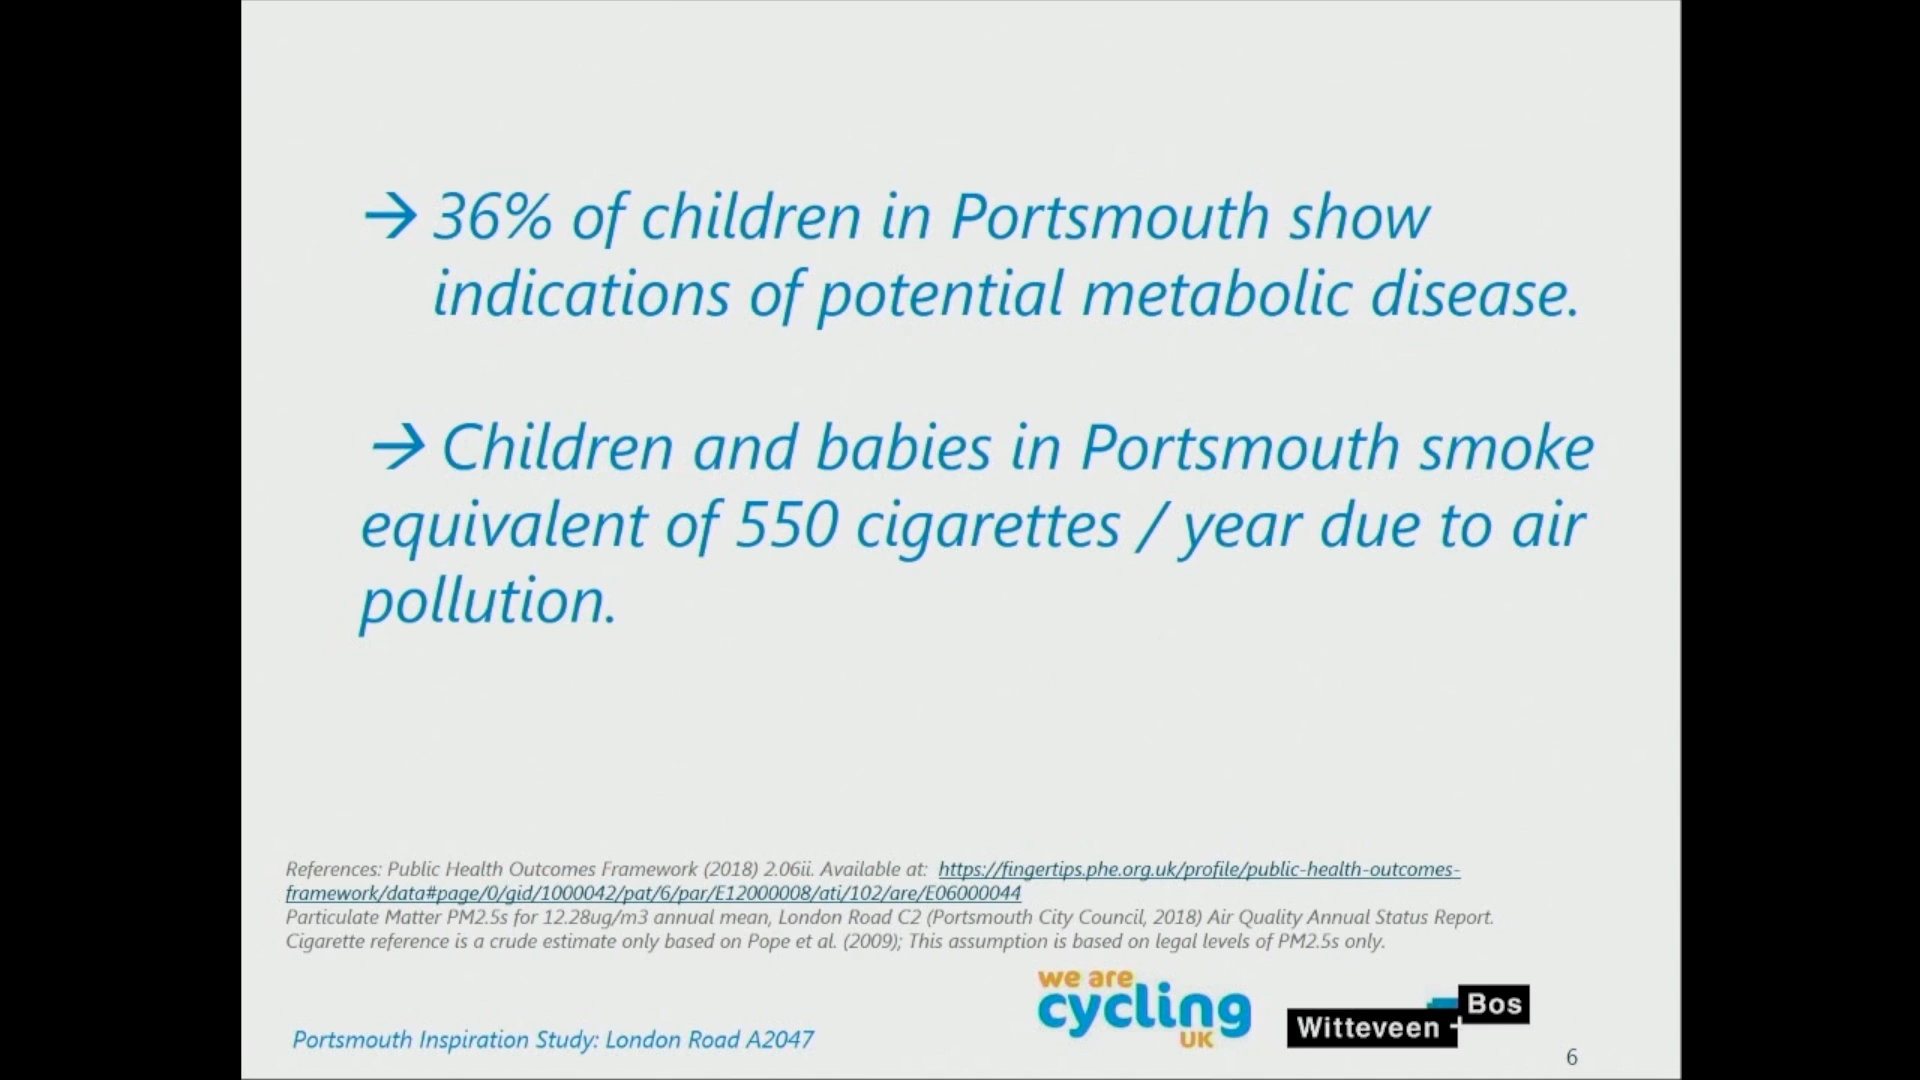 → 36% of children in Portsmouth show
indications of potential metabolic disease.
→ Children and babies in Portsmouth smoke
equivalent of 550 cigarettes / year due to air
pollution.
References: Public Health Outcomes Framework (2018) 2.06ii. Available at: https://fingertips.phe.org.uk/profile/public-health-outcomes-
framework/data#page/0/gid/1000042/pat/6/par/E12000008/ati/102/are/E06000044
Particulate Matter PM2.5s for 12.28ug/m3 annual mean, London Road C2 (Portsmouth City Council, 2018) Air Quality Annual Status Report.
Cigarette reference is a crude estimate only based on Pope et al. (2009); This assumption is based on legal levels of PM2.5s only.
Portsmouth Inspiration Study: London Road A2047
we are
cycling
UK
Witteveen + Bos
6